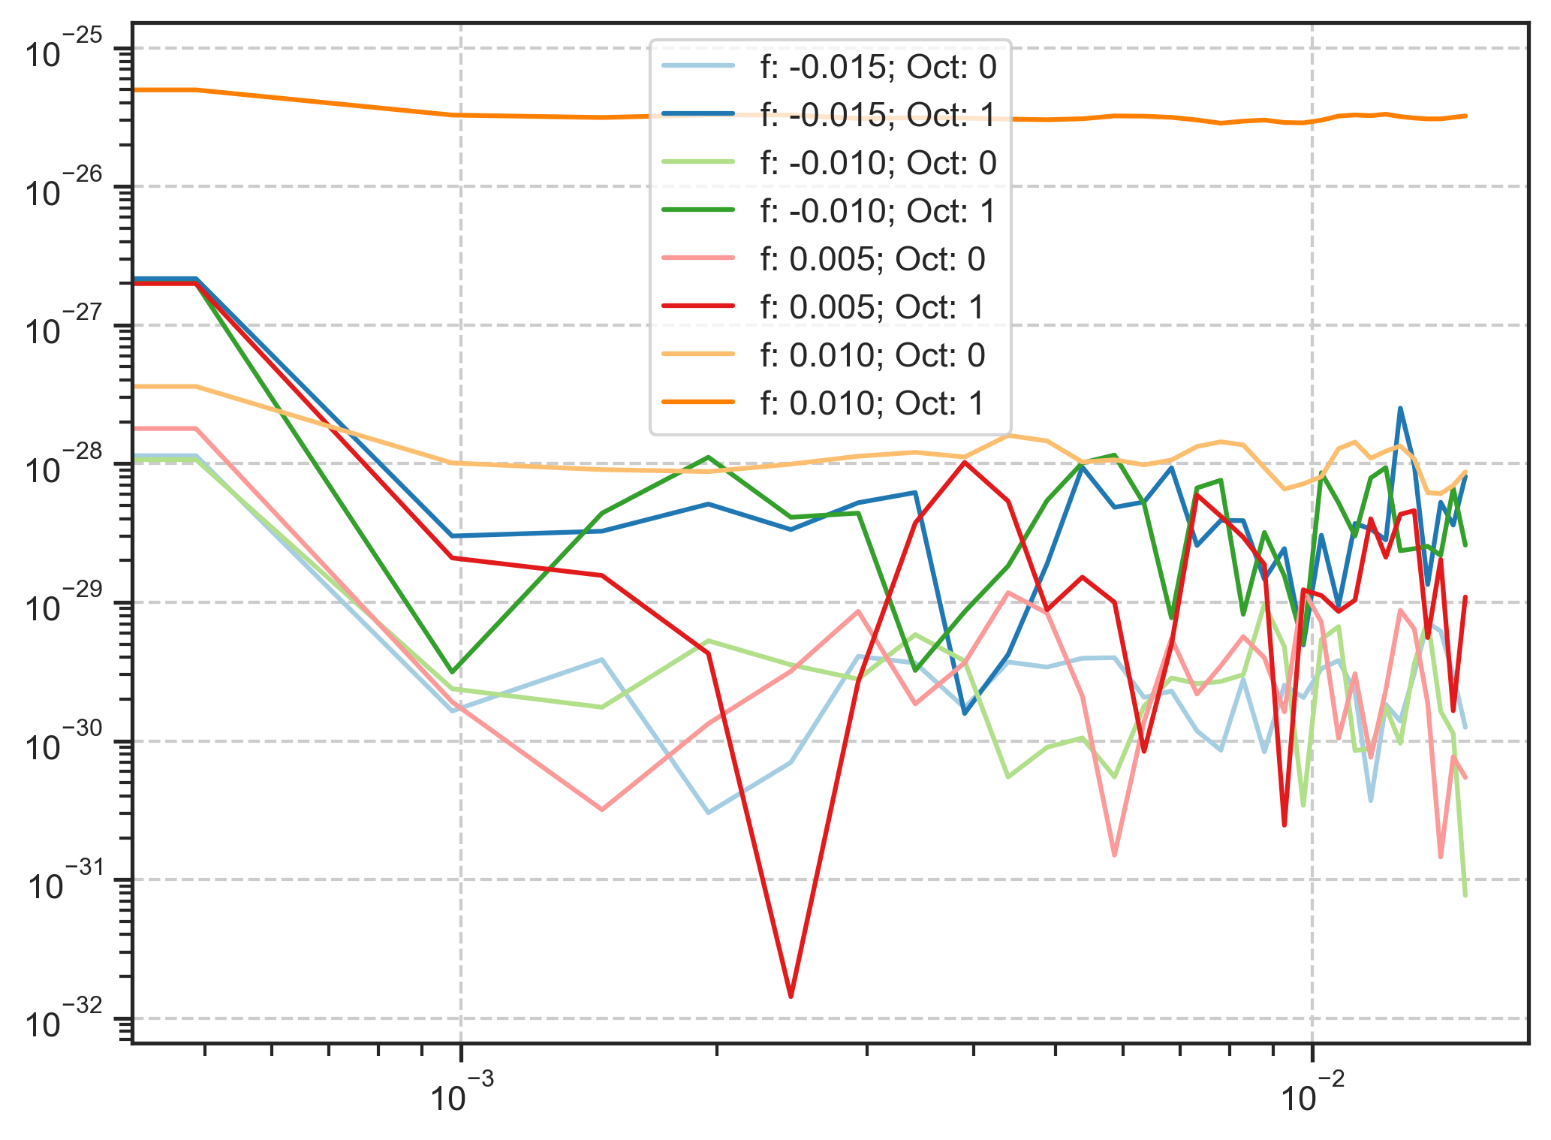 10⁻²⁵
10⁻²⁶
10⁻²⁷
10⁻²⁸
10⁻²⁹
10⁻³⁰
10⁻³¹
10⁻³²
f: -0.015; Oct: 0
f: -0.015; Oct: 1
f: -0.010; Oct: 0
f: -0.010; Oct: 1
f: 0.005; Oct: 0
f: 0.005; Oct: 1
f: 0.010; Oct: 0
f: 0.010; Oct: 1
10⁻³ 10⁻²